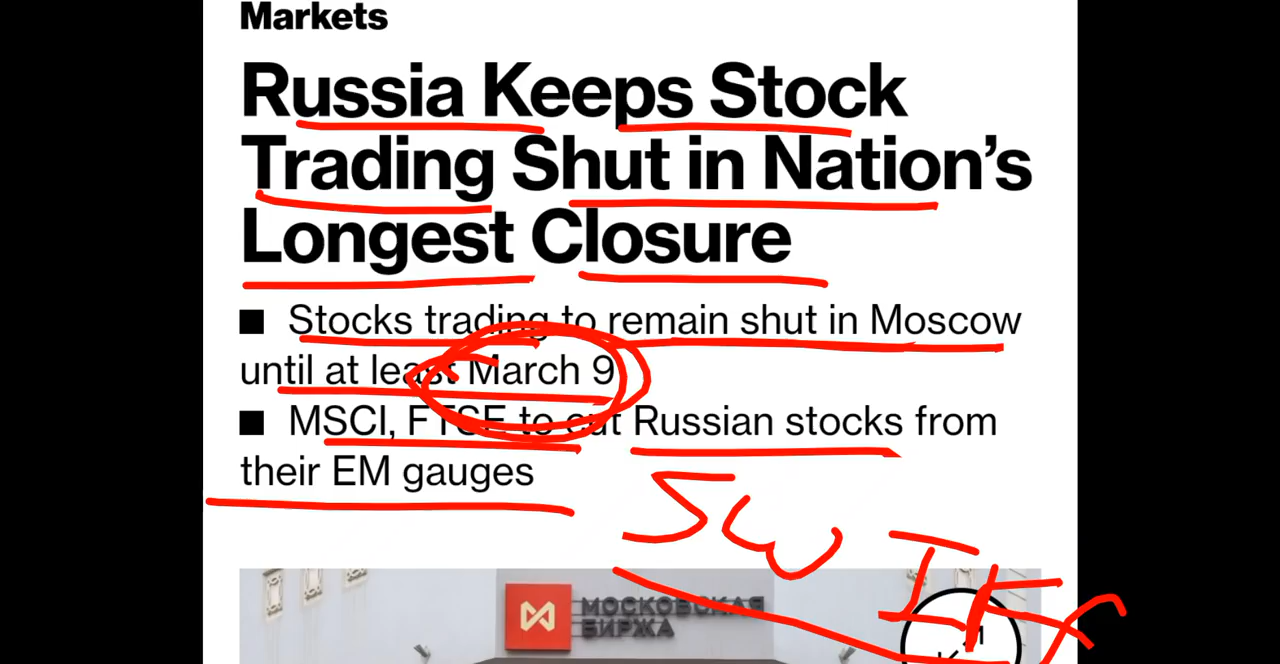 Markets
Russia Keeps Stock
Trading Shut in Nation’s
Longest Closure
■ Stocks trading to remain shut in Moscow
until at least March 9
■ MSCI, FTSE to cut Russian stocks from
their EM gauges
SWIF
МОСКОВСКАЯ
БИРЖА